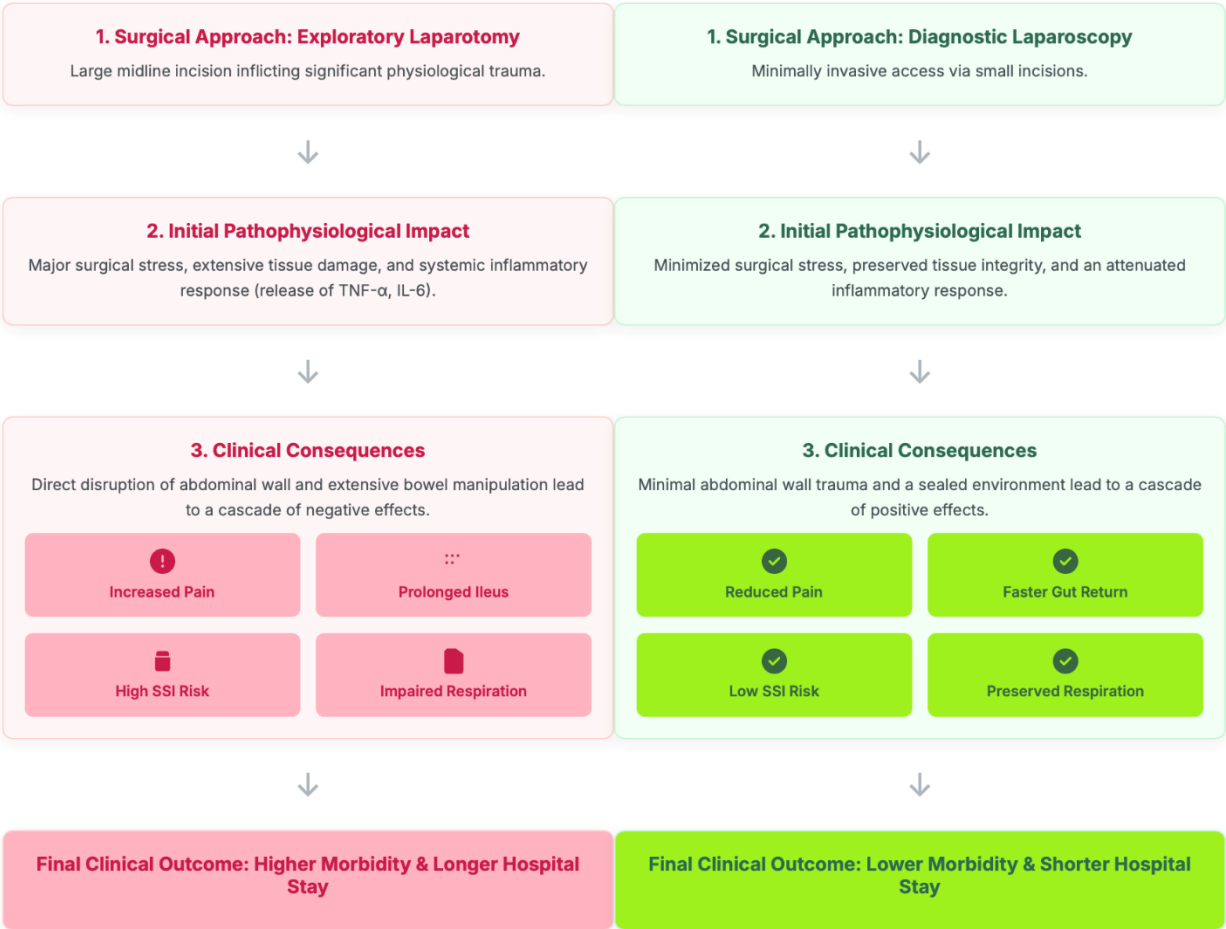 1. Surgical Approach: Exploratory Laparotomy
Large midline incision inflicting significant physiological trauma.
2. Initial Pathophysiological Impact
Major surgical stress, extensive tissue damage, and systemic inflammatory
response (release of TNF-α, IL-6).
3. Clinical Consequences
Direct disruption of abdominal wall and extensive bowel manipulation lead
to a cascade of negative effects.
Increased Pain
Prolonged Ileus
High SSI Risk
Impaired Respiration
Final Clinical Outcome: Higher Morbidity & Longer Hospital
Stay
1. Surgical Approach: Diagnostic Laparoscopy
Minimally invasive access via small incisions.
2. Initial Pathophysiological Impact
Minimized surgical stress, preserved tissue integrity, and an attenuated
inflammatory response.
3. Clinical Consequences
Minimal abdominal wall trauma and a sealed environment lead to a cascade
of positive effects.
Reduced Pain
Faster Gut Return
Low SSI Risk
Preserved Respiration
Final Clinical Outcome: Lower Morbidity & Shorter Hospital
Stay